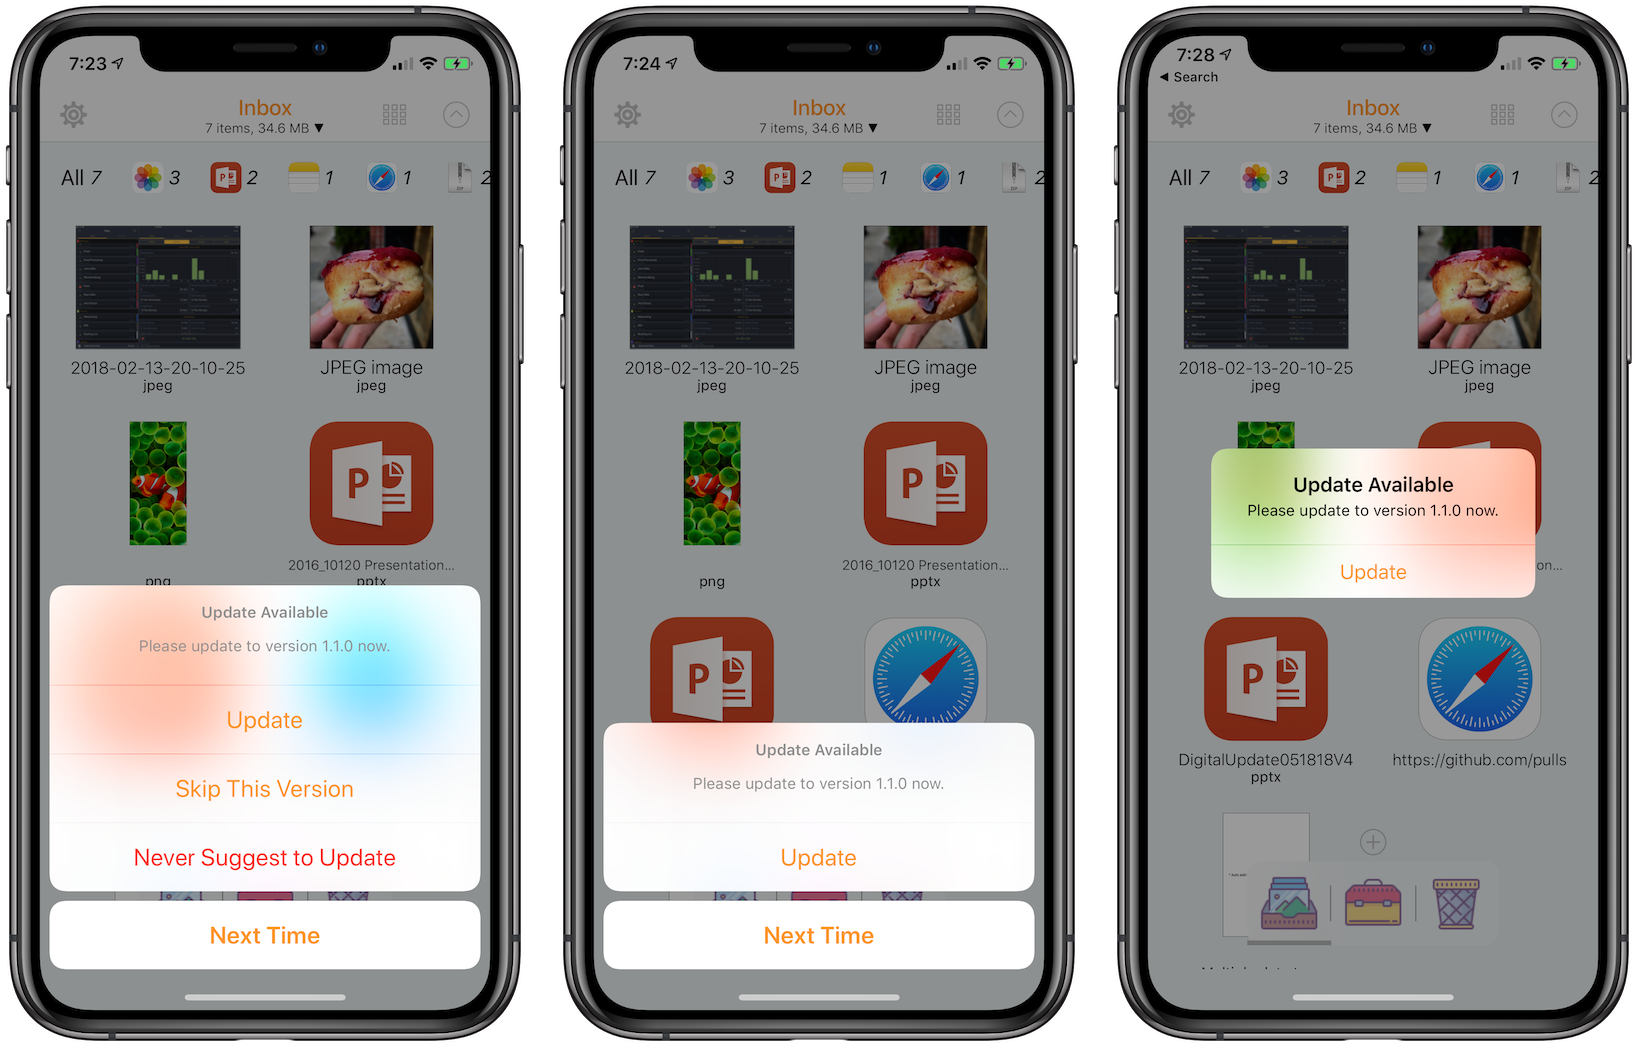 7:23
Inbox
7 items, 34.6 MB ▼
All 7
3
2
1
1
ZIP
2
2018-02-13-20-10-25
jpeg
JPEG image
jpeg
P
png
2016_10120 Presentation...
pptx
Update Available
Please update to version 1.1.0 now.
Update
Skip This Version
Never Suggest to Update
Next Time
7:24
Inbox
7 items, 34.6 MB ▼
All 7
3
2
1
1
ZIP
2
2018-02-13-20-10-25
jpeg
JPEG image
jpeg
P
png
2016_10120 Presentation...
pptx
P
Update Available
Please update to version 1.1.0 now.
Update
Next Time
7:28
◀ Search
Inbox
7 items, 34.6 MB ▼
All 7
3
2
1
1
ZIP
2
2018-02-13-20-10-25
jpeg
JPEG image
jpeg
Update Available
Please update to version 1.1.0 now.
Update
on...
P
DigitalUpdate051818V4
pptx
https://github.com/pulls